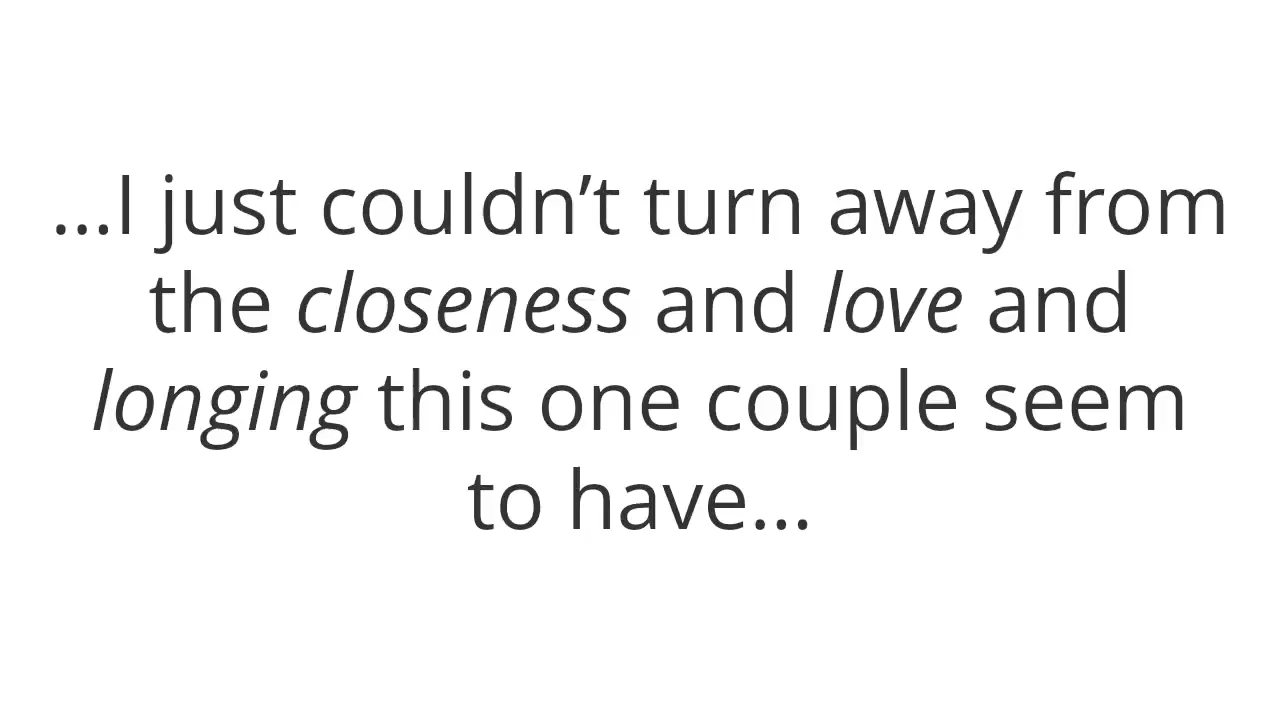 ...I just couldn’t turn away from
the closeness and love and
longing this one couple seem
to have...